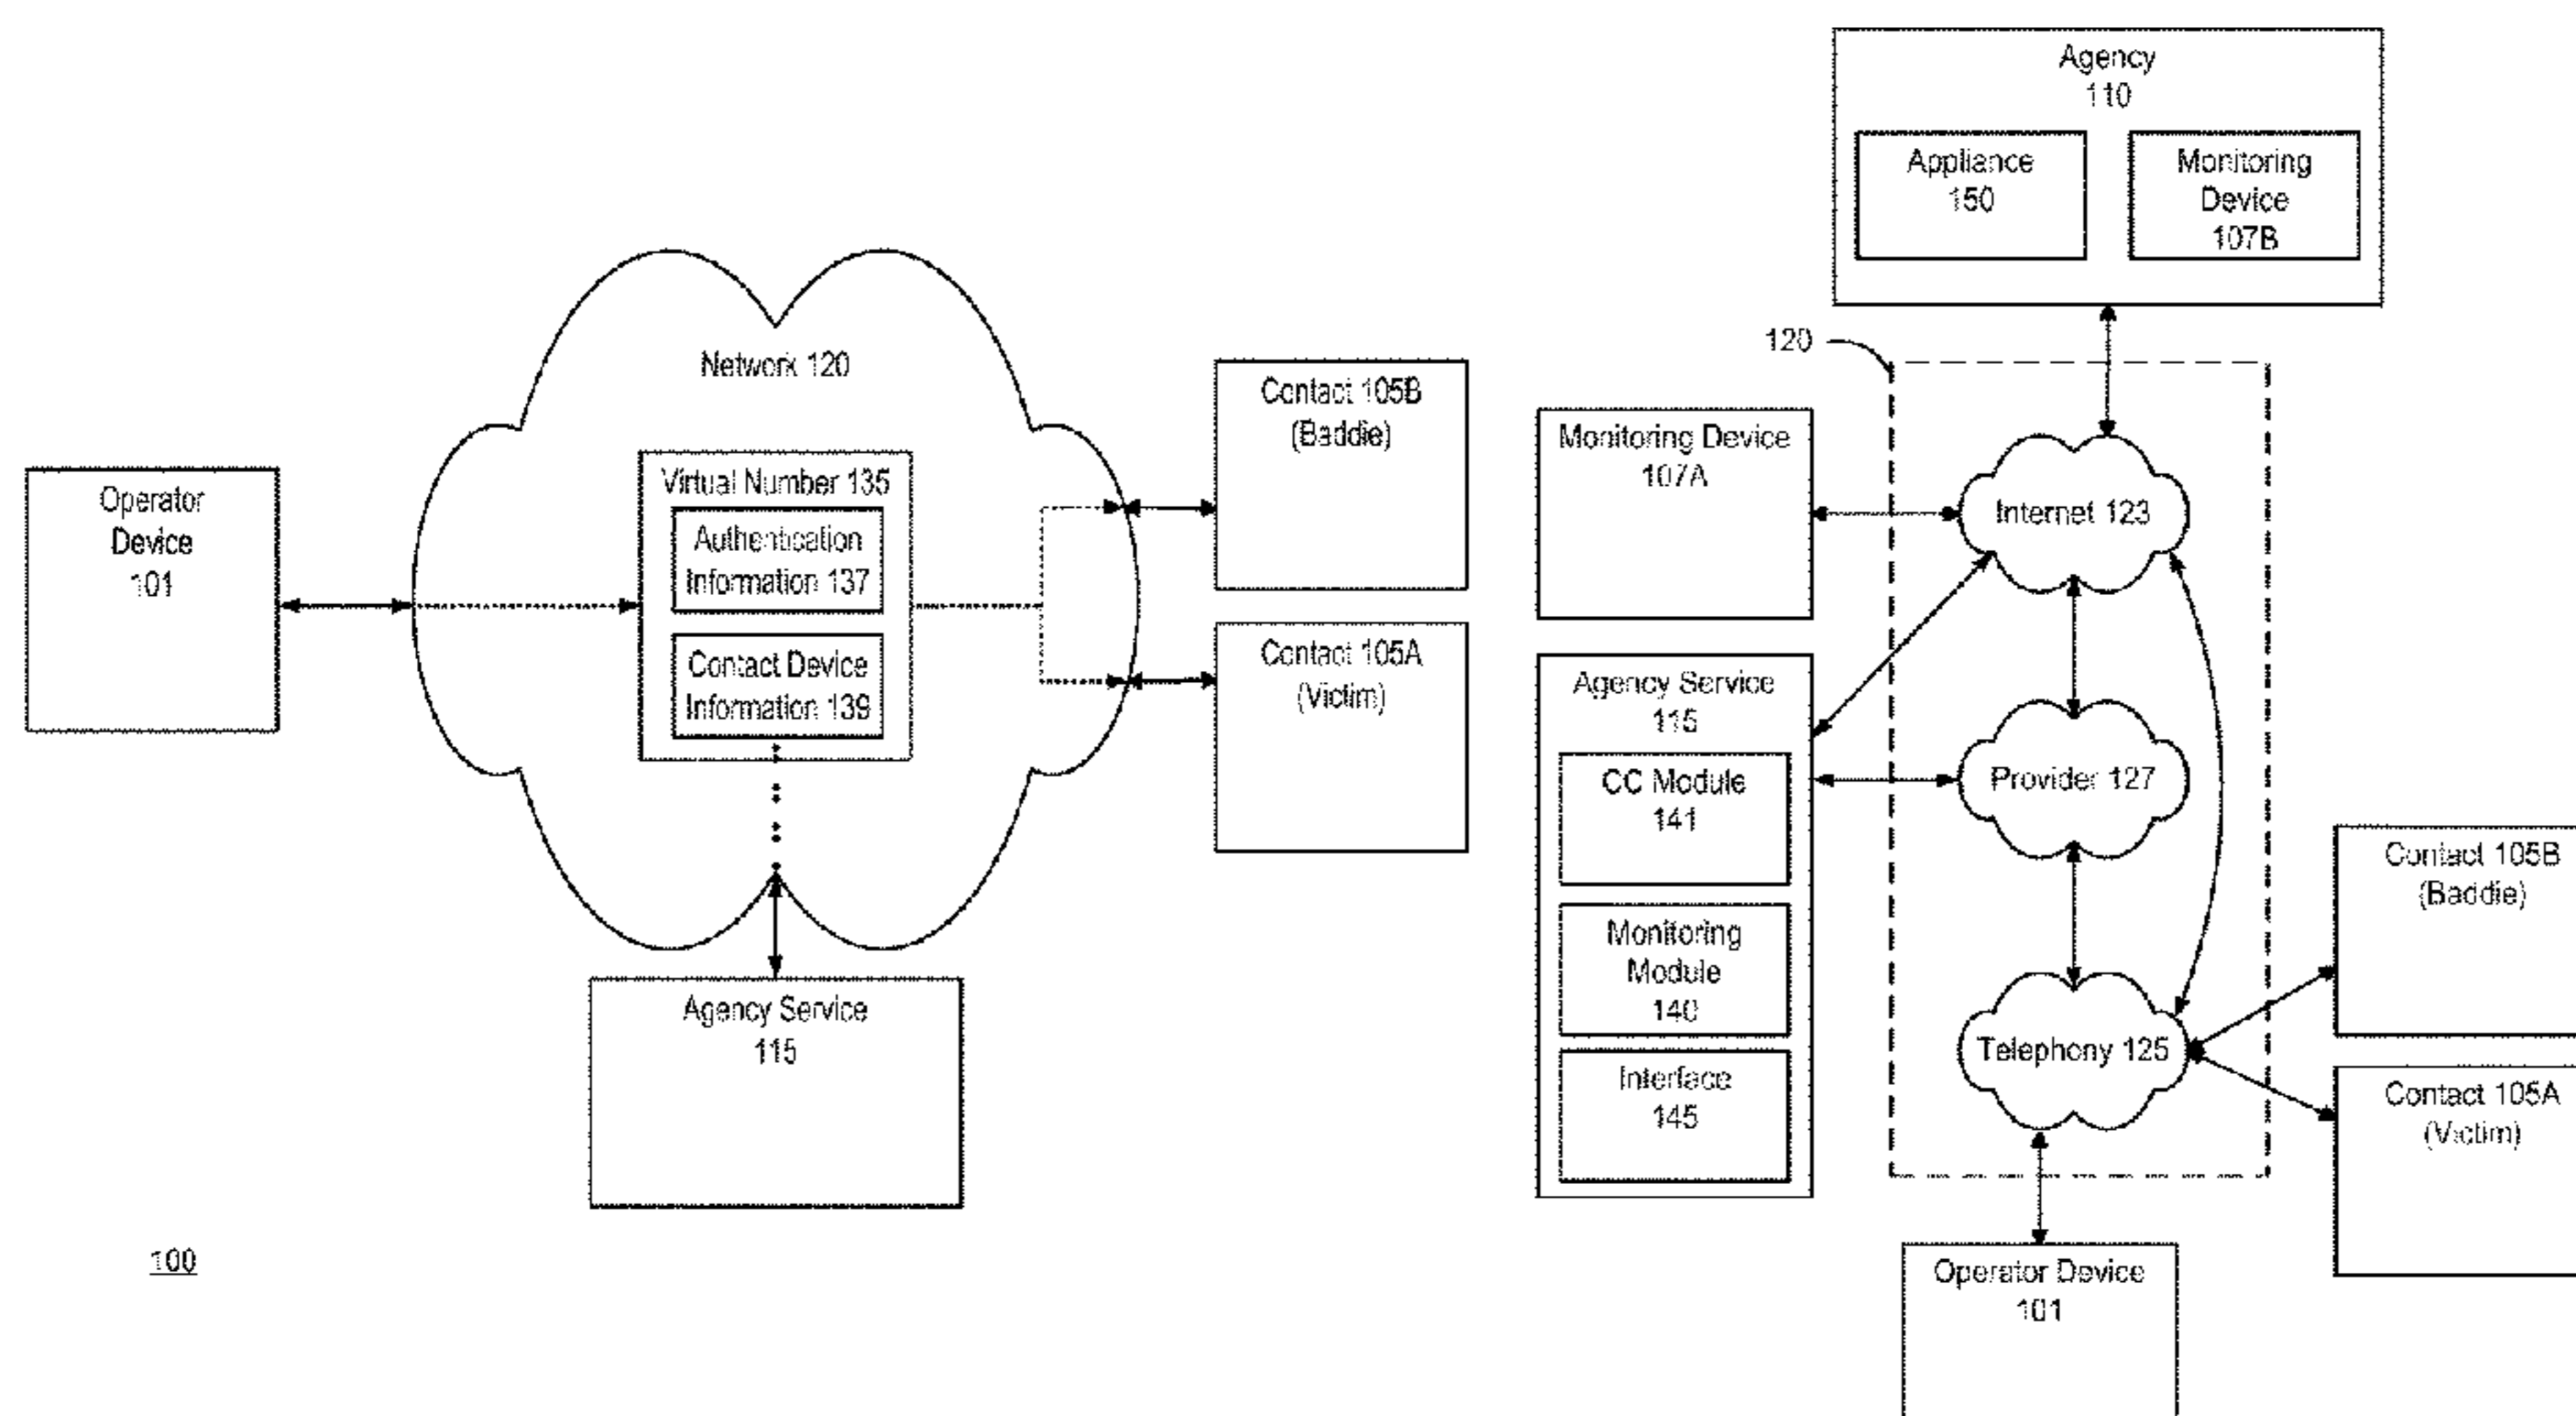 Network 120
Operator
Device
101
Virtual Number 135
Authentication
Information 137
Contact Device
Information 139
Contact 105B
(Baddie)
Contact 105A
(Victim)
Agency Service
115
100
Agency
110
Appliance
150
Monitoring
Device
107B
120
Monitoring Device
107A
Internet 123
Agency Service
115
CC Module
141
Monitoring
Module
140
Interface
145
Provider 127
Telephony 125
Contact 105B
(Baddie)
Contact 105A
(Victim)
Operator Device
101